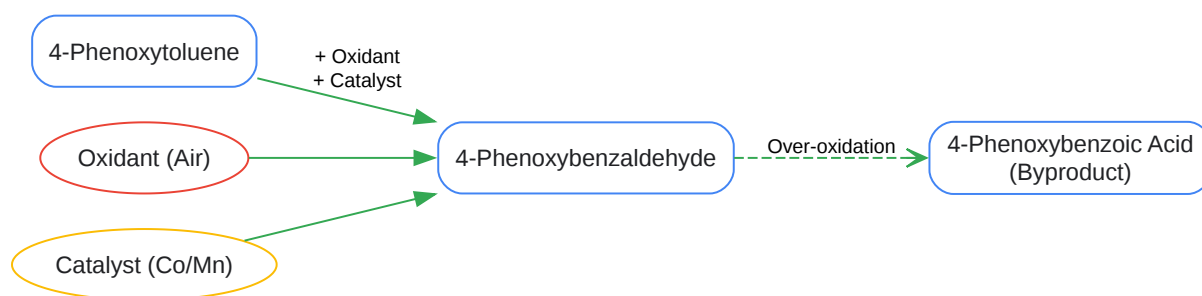 4-Phenoxytoluene
+ Oxidant
+ Catalyst
Oxidant (Air)
4-Phenoxybenzaldehyde
Over-oxidation
4-Phenoxybenzoic Acid
(Byproduct)
Catalyst (Co/Mn)